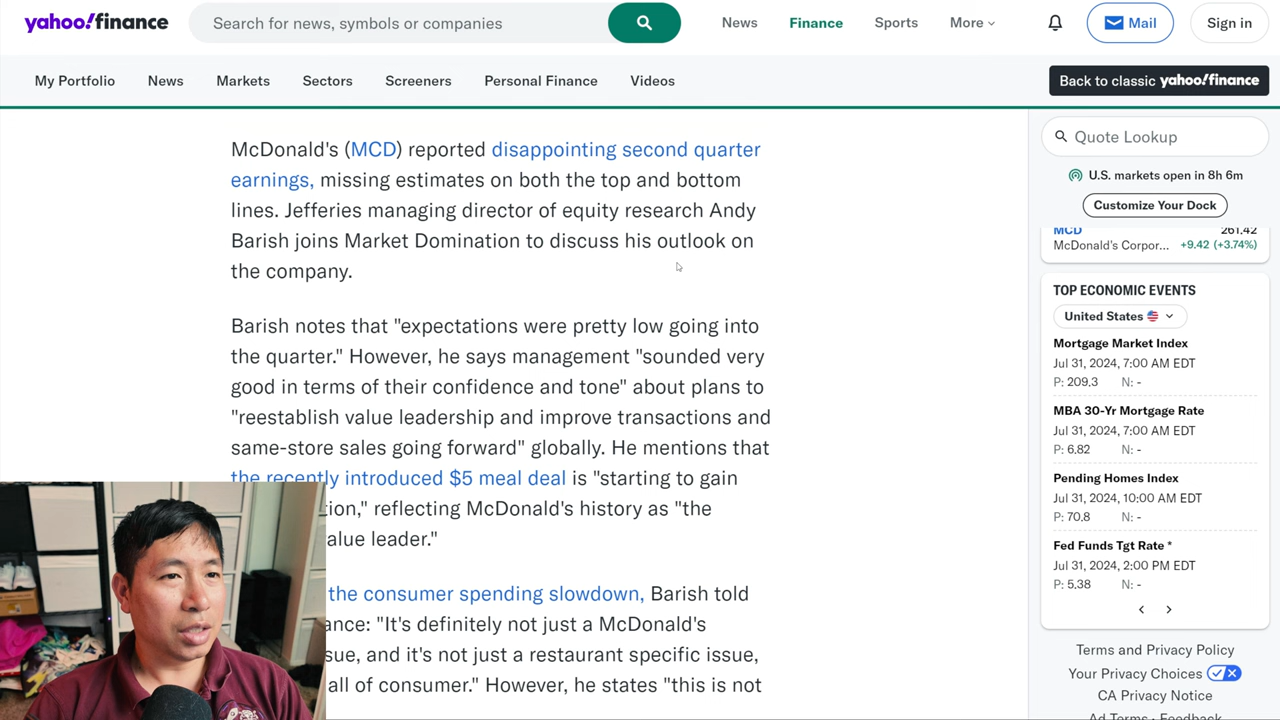 yahoo!finance
Search for news, symbols or companies
News
Finance
Sports
More
Mail
Sign in
My Portfolio
News
Markets
Sectors
Screeners
Personal Finance
Videos
Back to classic yahoo!finance
McDonald's (MCD) reported disappointing second quarter
earnings, missing estimates on both the top and bottom
lines. Jefferies managing director of equity research Andy
Barish joins Market Domination to discuss his outlook on
the company.
Barish notes that "expectations were pretty low going into
the quarter." However, he says management "sounded very
good in terms of their confidence and tone" about plans to
"reestablish value leadership and improve transactions and
same-store sales going forward" globally. He mentions that
the recently introduced $5 meal deal is "starting to gain
tion," reflecting McDonald's history as "the
alue leader."
the consumer spending slowdown, Barish told
ance: "It's definitely not just a McDonald's
sue, and it's not just a restaurant specific issue,
all of consumer." However, he states "this is not
Quote Lookup
U.S. markets open in 8h 6m
Customize Your Dock
MCD 261.42
McDonald's Corpor... +9.42 (+3.74%)
TOP ECONOMIC EVENTS
United States
Mortgage Market Index
Jul 31, 2024, 7:00 AM EDT
P: 209.3 N: -
MBA 30-Yr Mortgage Rate
Jul 31, 2024, 7:00 AM EDT
P: 6.82 N: -
Pending Homes Index
Jul 31, 2024, 10:00 AM EDT
P: 70.8 N: -
Fed Funds Tgt Rate *
Jul 31, 2024, 2:00 PM EDT
P: 5.38 N: -
Terms and Privacy Policy
Your Privacy Choices
CA Privacy Notice
Ad Terms · Feedback